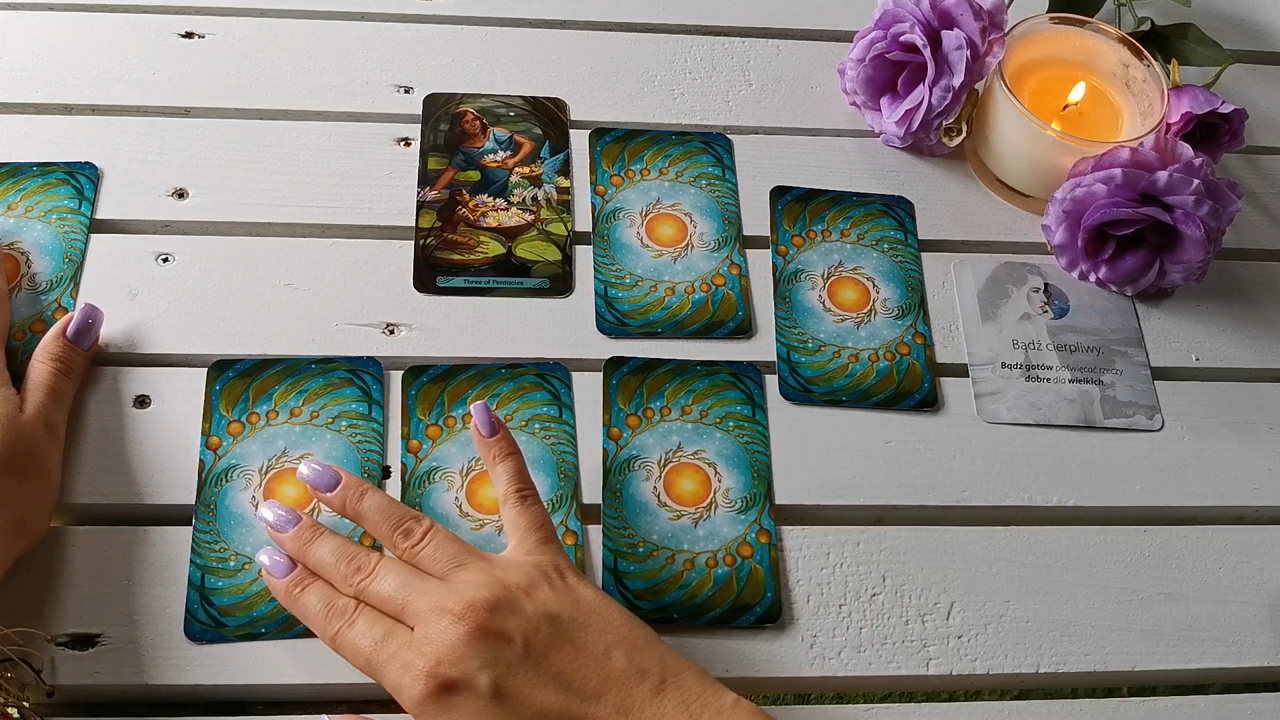 Three of Pentacles
Bądź cierpliwy.
Bądź gotów poświęcać rzeczy
dobre dla wielkich.